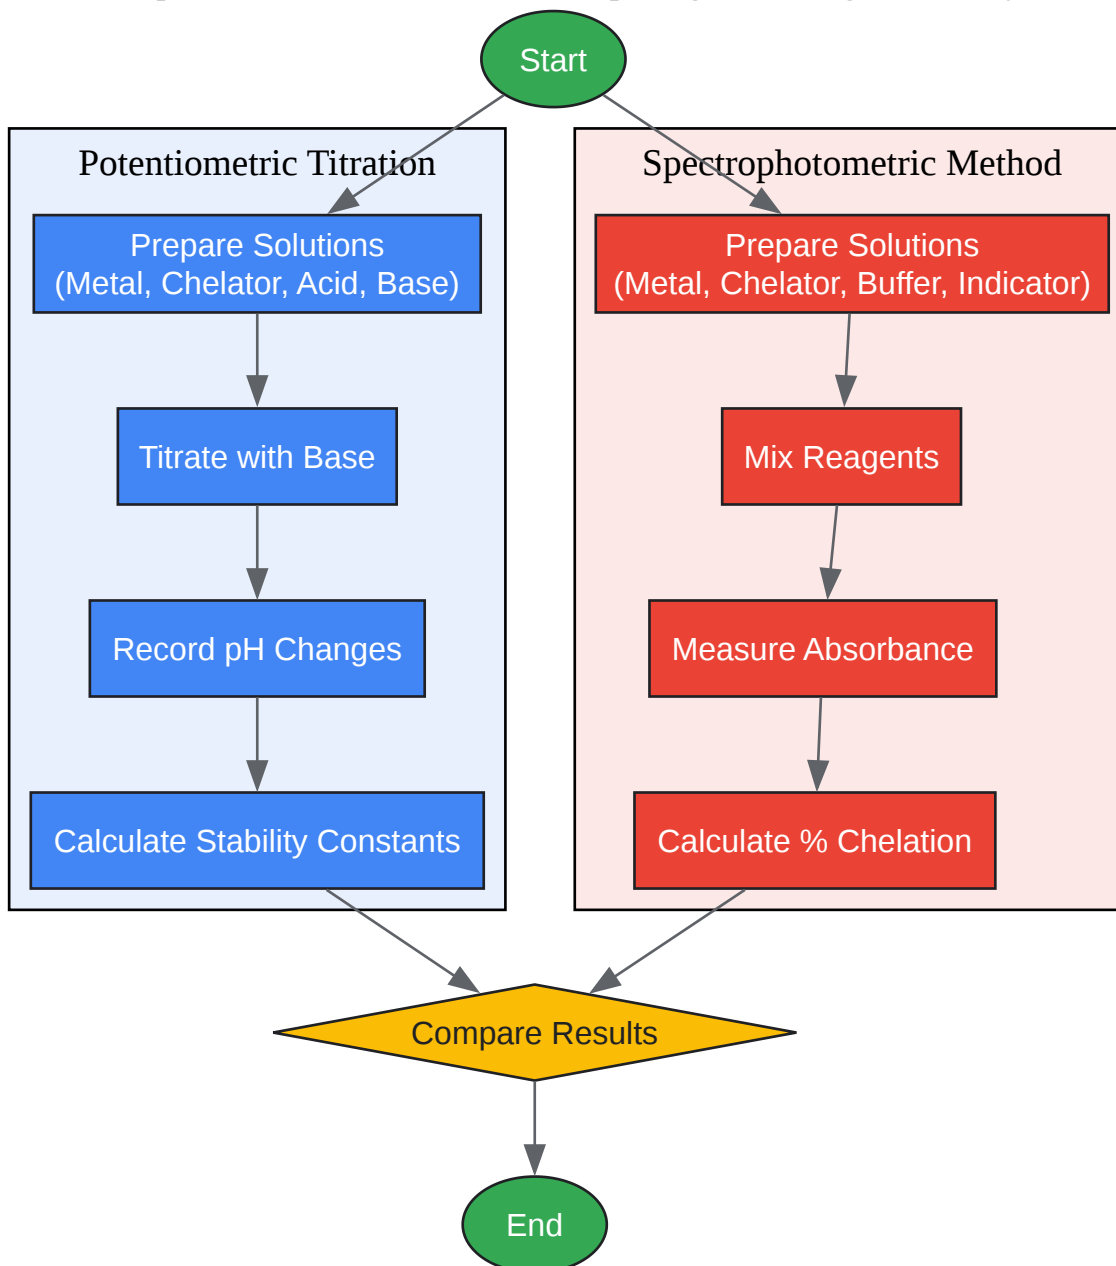 Start
Potentiometric Titration
Prepare Solutions
(Metal, Chelator, Acid, Base)
Titrate with Base
Record pH Changes
Calculate Stability Constants
Spectrophotometric Method
Prepare Solutions
(Metal, Chelator, Buffer, Indicator)
Mix Reagents
Measure Absorbance
Calculate % Chelation
Compare Results
End